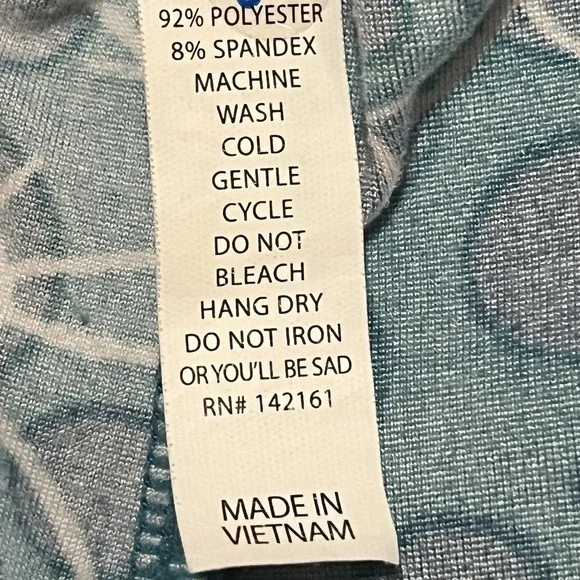 92% POLYESTER
8% SPANDEX
MACHINE
WASH
COLD
GENTLE
CYCLE
DO NOT
BLEACH
HANG DRY
DO NOT IRON
OR YOU'LL BE SAD
RN# 142161
MADE IN
VIETNAM